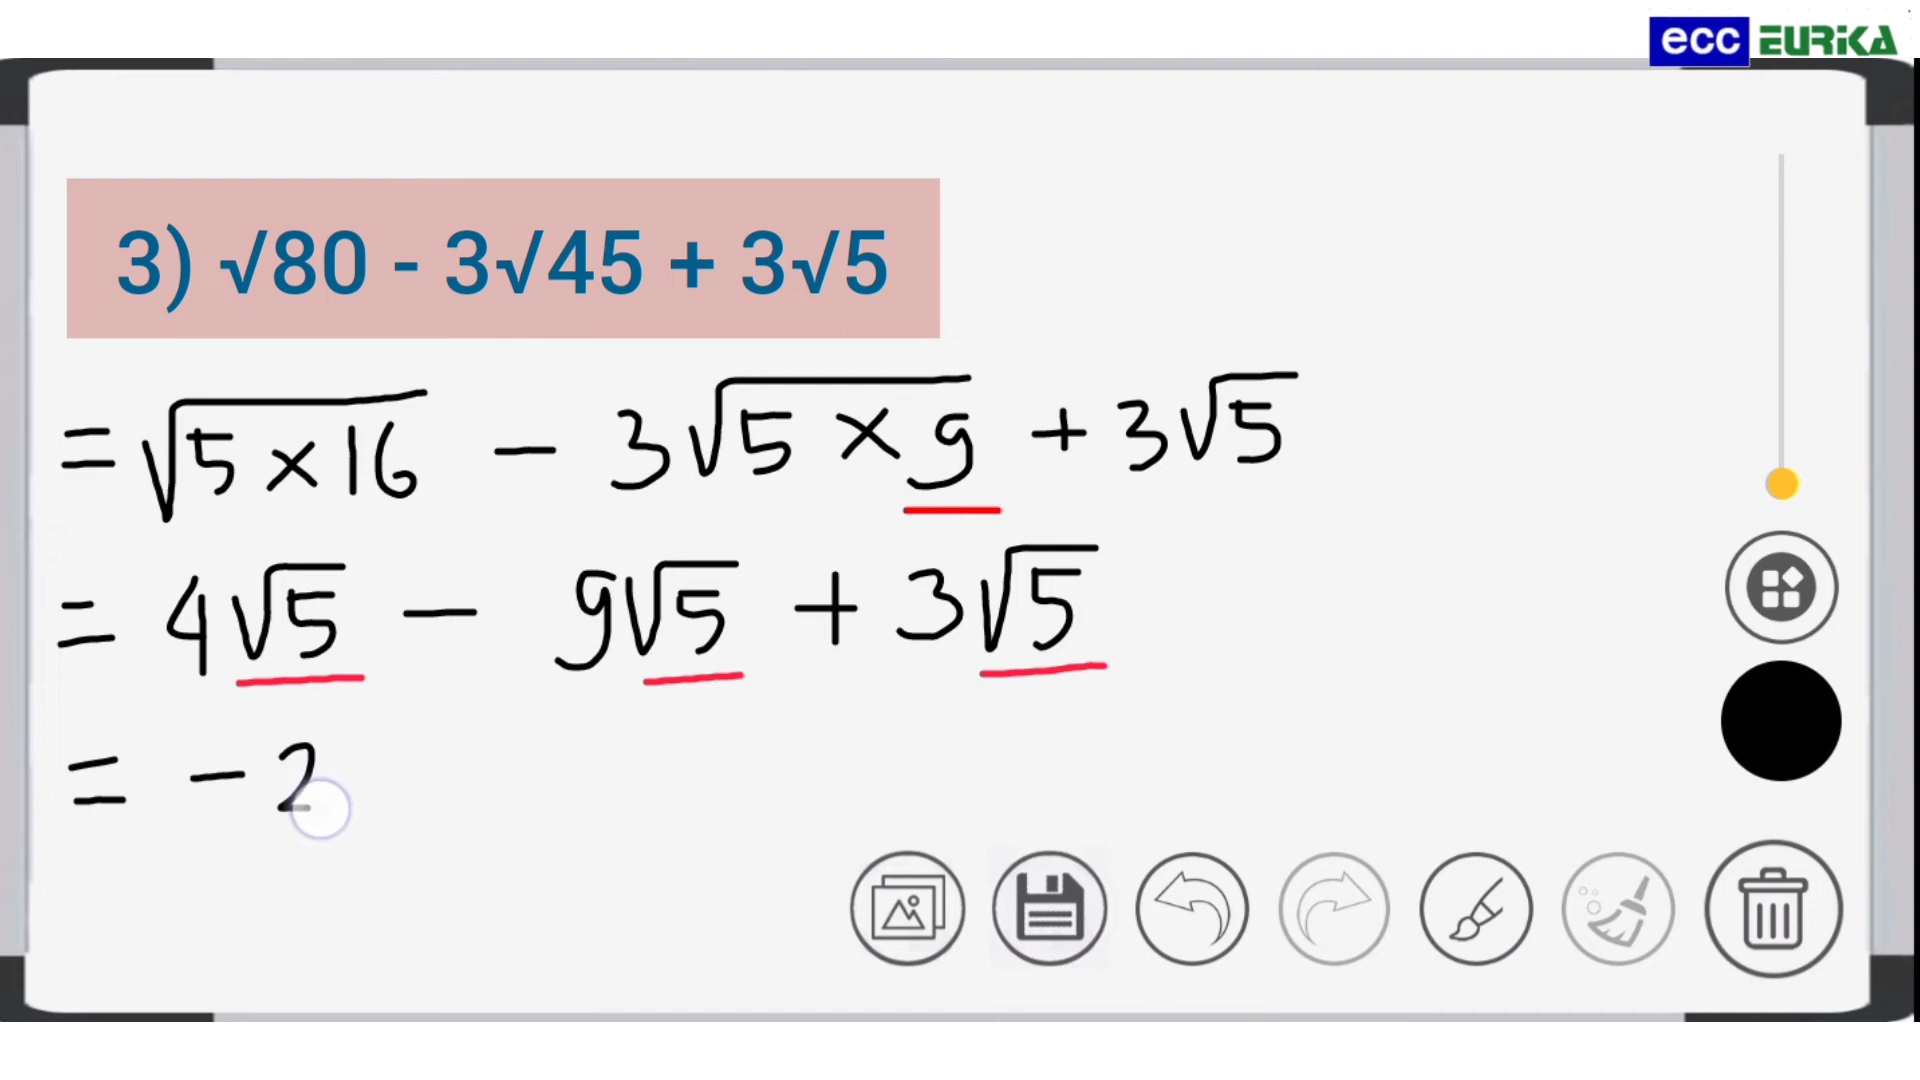 ecc EURiKA
3) √80 - 3√45 + 3√5
= √5 × 16 - 3√5 × 9 + 3√5
= 4√5 - 9√5 + 3√5
= - 2